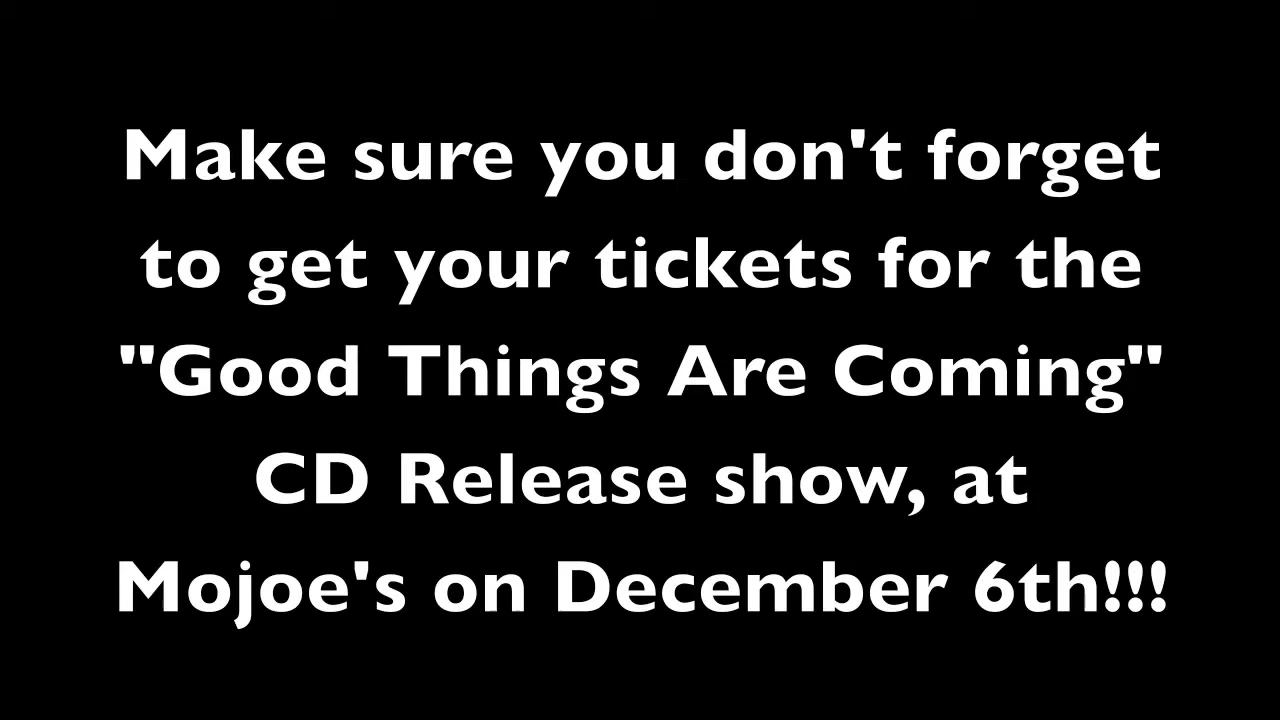 Make sure you don't forget
to get your tickets for the
"Good Things Are Coming"
CD Release show, at
Mojoe's on December 6th!!!